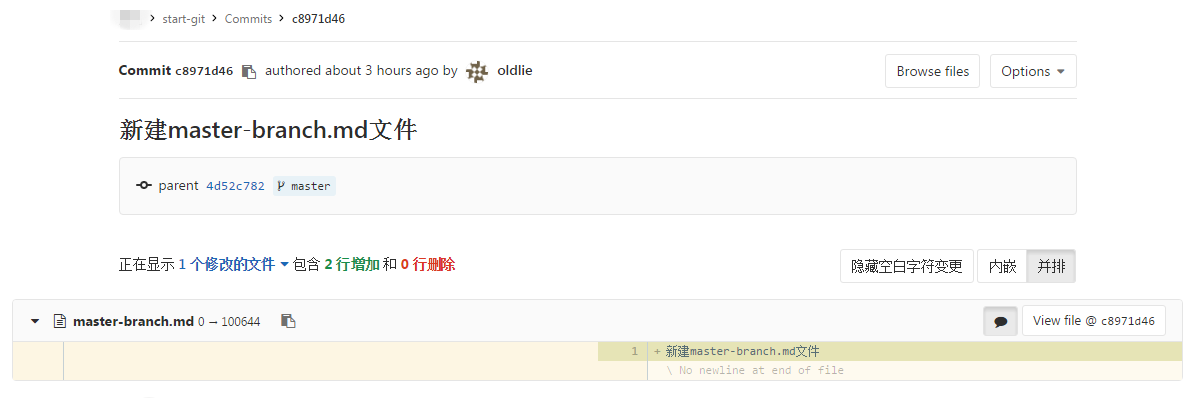 start-git > Commits > c8971d46
Commit c8971d46 authored about 3 hours ago by oldlie Browse files Options
新建master-branch.md文件
parent 4d52c782 master
正在显示 1 个修改的文件 包含 2 行增加 和 0 行删除 隐藏空白字符变更 内嵌 并排
master-branch.md 0 → 100644 View file @ c8971d46
1 + 新建master-branch.md文件
\ No newline at end of file